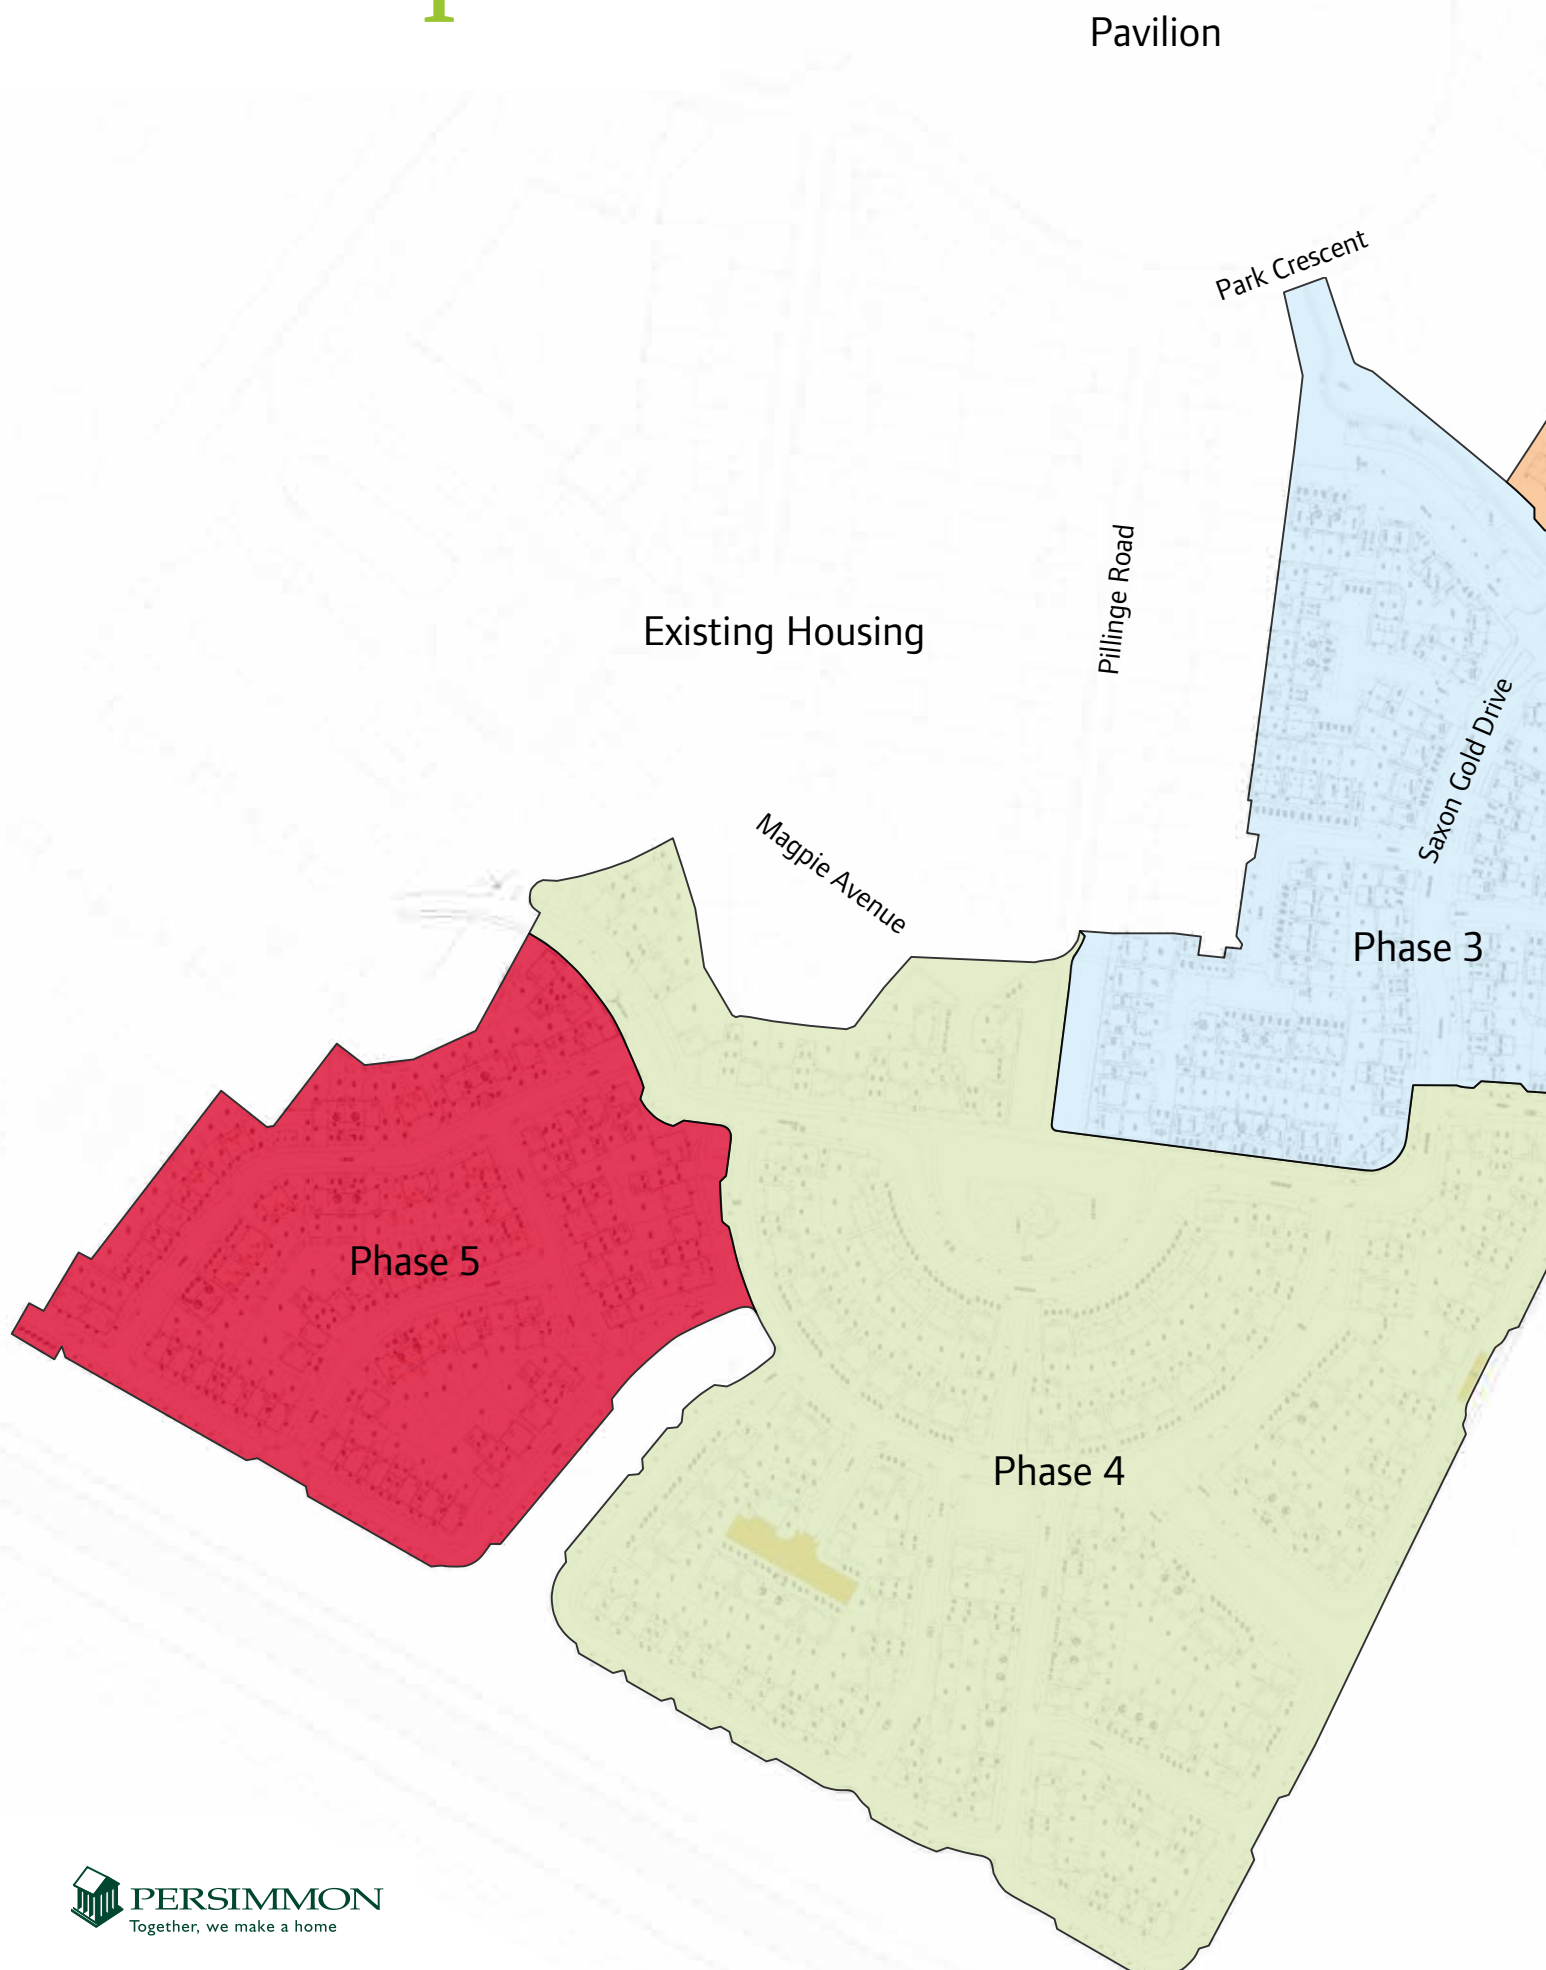 Pavilion
Park Crescent
Pillinge Road
Existing Housing
Saxon Gold Drive
Magpie Avenue
Phase 3
Phase 5
Phase 4
PERSIMMON
Together, we make a home